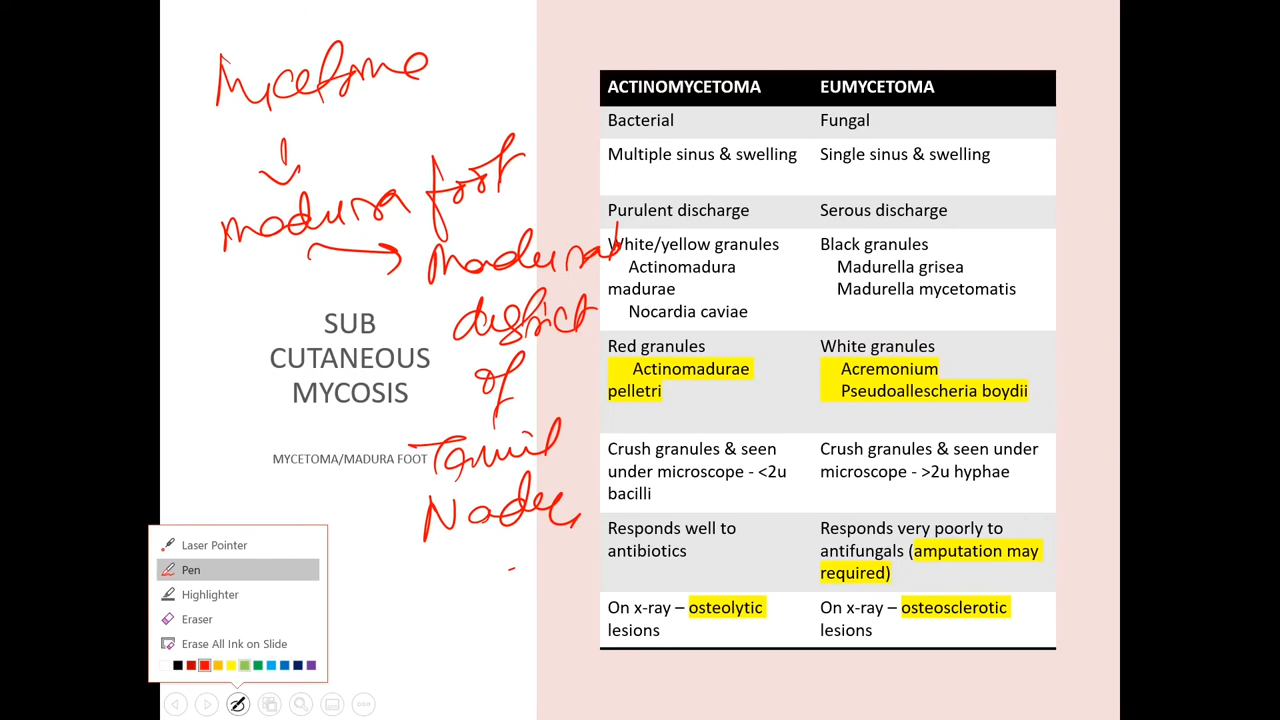 Mycetoma
madura foot
madurai
district
of
Tamil
Nadu
SUB
CUTANEOUS
MYCOSIS
MYCETOMA/MADURA FOOT
ACTINOMYCETOMA EUMYCETOMA
Bacterial Fungal
Multiple sinus & swelling Single sinus & swelling
Purulent discharge Serous discharge
White/yellow granules Black granules
Actinomadura Madurella grisea
madurae Madurella mycetomatis
Nocardia caviae
Red granules White granules
Actinomadurae Acremonium
pelletri Pseudoallescheria boydii
Crush granules & seen Crush granules & seen under
under microscope - <2u microscope - >2u hyphae
bacilli
Responds well to Responds very poorly to
antibiotics antifungals (amputation may
required)
On x-ray – osteolytic On x-ray – osteosclerotic
lesions lesions
Laser Pointer
Pen
Highlighter
Eraser
Erase All Ink on Slide